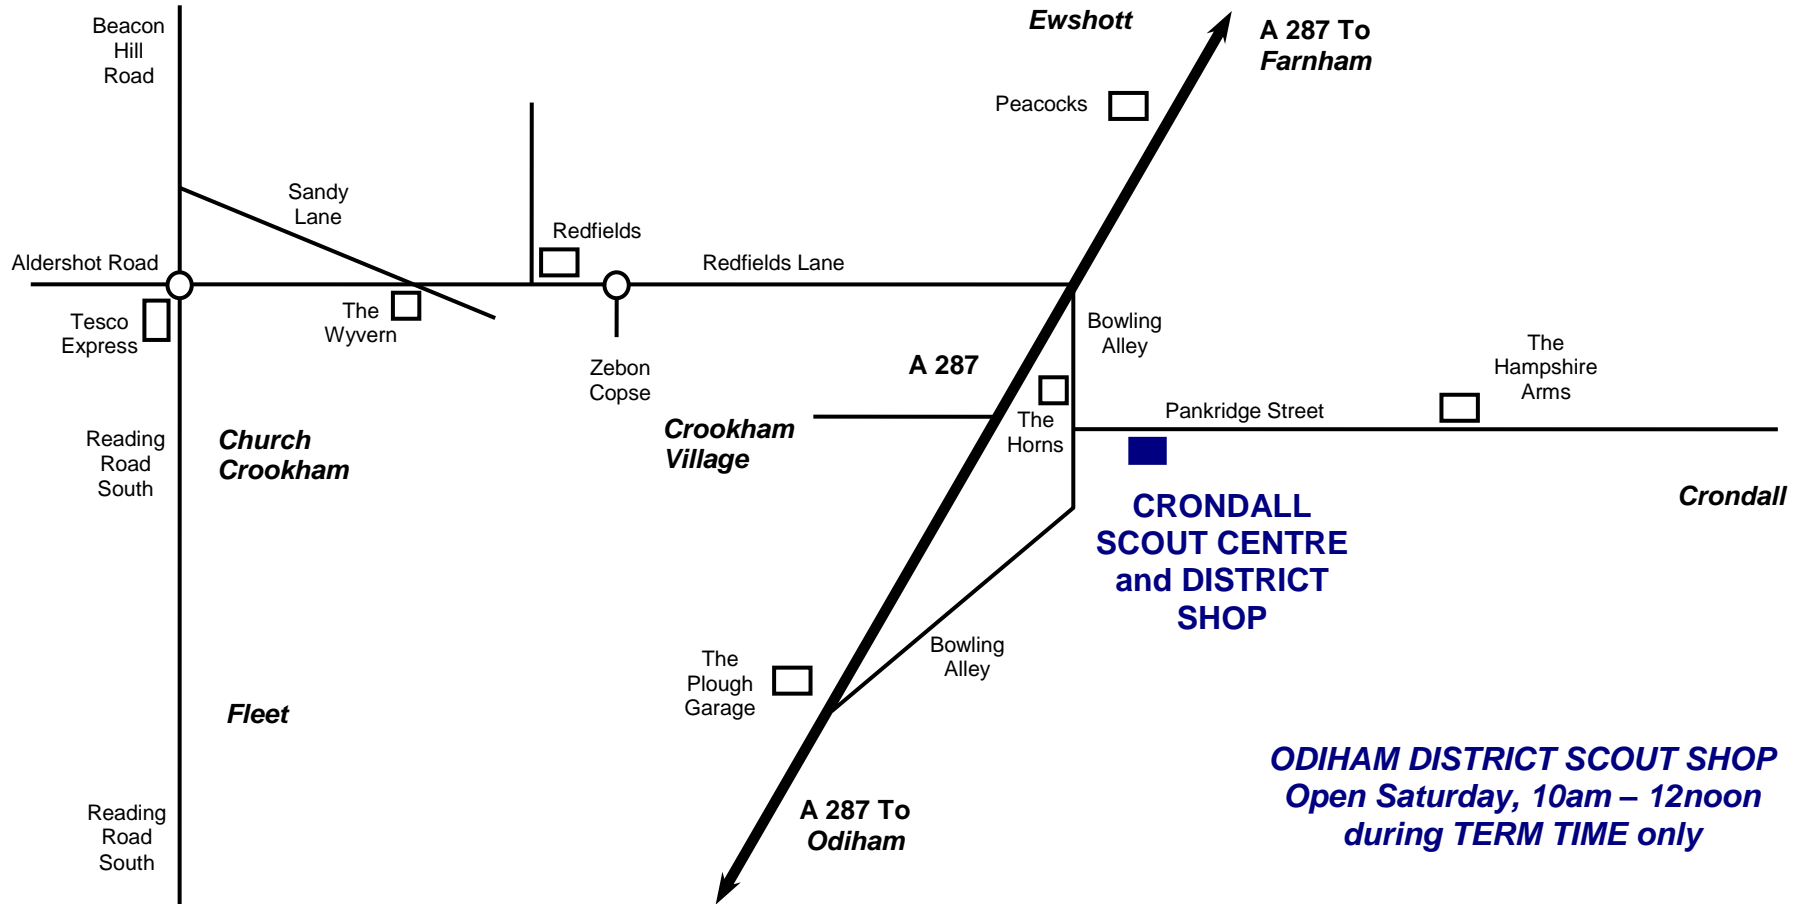 Beacon
Hill
Road
Ewshott
A 287 To
Farnham
Peacocks
Sandy
Lane
Redfields
Aldershot Road
Redfields Lane
Tesco
Express
The
Wyvern
Zebon
Copse
A 287
Bowling
Alley
The
Hampshire
Arms
Pankridge Street
The
Horns
Crookham
Village
Reading
Road
South
Church
Crookham
Crondall
CRONDALL
SCOUT CENTRE
and DISTRICT
SHOP
Bowling
Alley
The
Plough
Garage
Fleet
Reading
Road
South
A 287 To
Odiham
ODIHAM DISTRICT SCOUT SHOP
Open Saturday, 10am – 12noon
during TERM TIME only